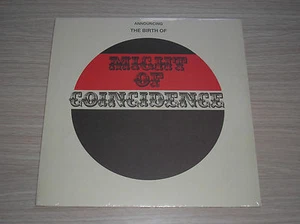 ANNOUNCING
THE BIRTH OF
MIGHT
OF
COINCIDENCE